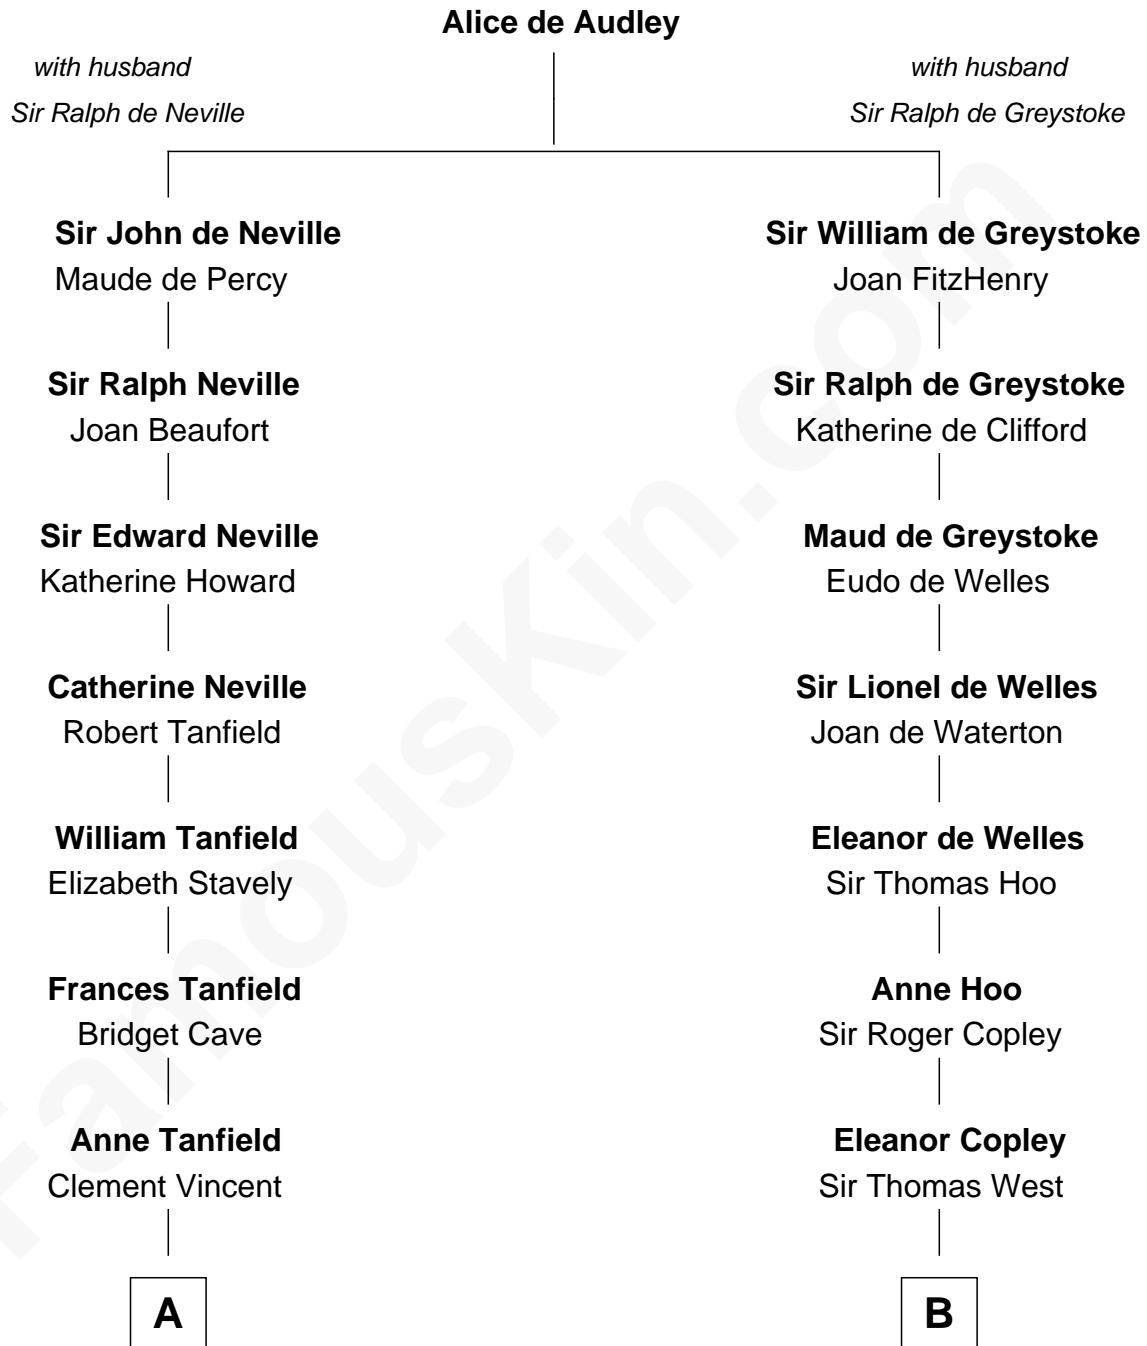 Alice de Audley
with husband
Sir Ralph de Neville
with husband
Sir Ralph de Greystoke
Sir John de Neville
Maude de Percy
Sir William de Greystoke
Joan FitzHenry
Sir Ralph Neville
Joan Beaufort
Sir Ralph de Greystoke
Katherine de Clifford
Sir Edward Neville
Katherine Howard
Maud de Greystoke
Eudo de Welles
Catherine Neville
Robert Tanfield
Sir Lionel de Welles
Joan de Waterton
William Tanfield
Elizabeth Stavely
Eleanor de Welles
Sir Thomas Hoo
Frances Tanfield
Bridget Cave
Anne Hoo
Sir Roger Copley
Anne Tanfield
Clement Vincent
Eleanor Copley
Sir Thomas West
A
B
FamousKin.com